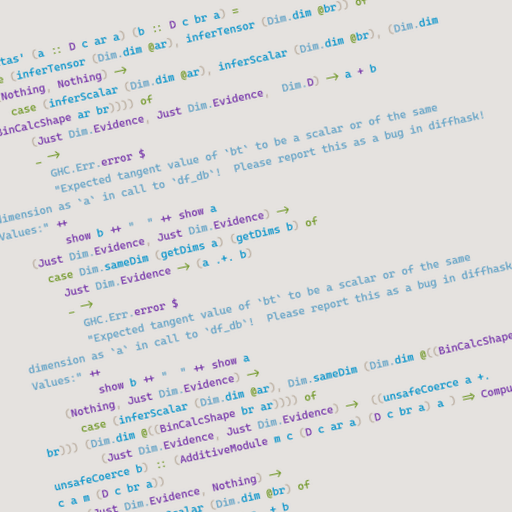 tas' (a :: D c ar a) (b :: D c br a) =
(inferTensor (Dim.dim @ar), inferTensor (Dim.dim @br)) of
Nothing, Nothing) →
case (inferScalar (Dim.dim @ar), inferScalar (Dim.dim @br), (Dim.dim
BinCalcShape ar br)))) of
(Just Dim.Evidence, Just Dim.Evidence, Dim.D) → a + b
_ →
GHC.Err.error $
"Expected tangent value of `bt` to be a scalar or of the same
dimension as `a` in call to `df_db`! Please report this as a bug in diffhask!
Values:" ++
show b ++ " " ++ show a
(Just Dim.Evidence, Just Dim.Evidence) →
case Dim.sameDim (getDims a) (getDims b) of
Just Dim.Evidence → (a .+. b)
_ →
GHC.Err.error $
"Expected tangent value of `bt` to be a scalar or of the same
dimension as `a` in call to `df_db`! Please report this as a bug in diffhask
Values:" ++
show b ++ " " ++ show a
(Nothing, Just Dim.Evidence) →
case (inferScalar (Dim.dim @ar), Dim.sameDim (Dim.dim @((BinCalcShape
br))) (Dim.dim @((BinCalcShape br ar)))) of
(Just Dim.Evidence, Just Dim.Evidence) → ((unsafeCoerce a +.
unsafeCoerce b) :: (AdditiveModule m c (D c ar a) (D c br a) a ) ⇒ Compu
c a m (D c br a))
(Just Dim.Evidence, Nothing) →
(Dim.dim @br) of
+ b